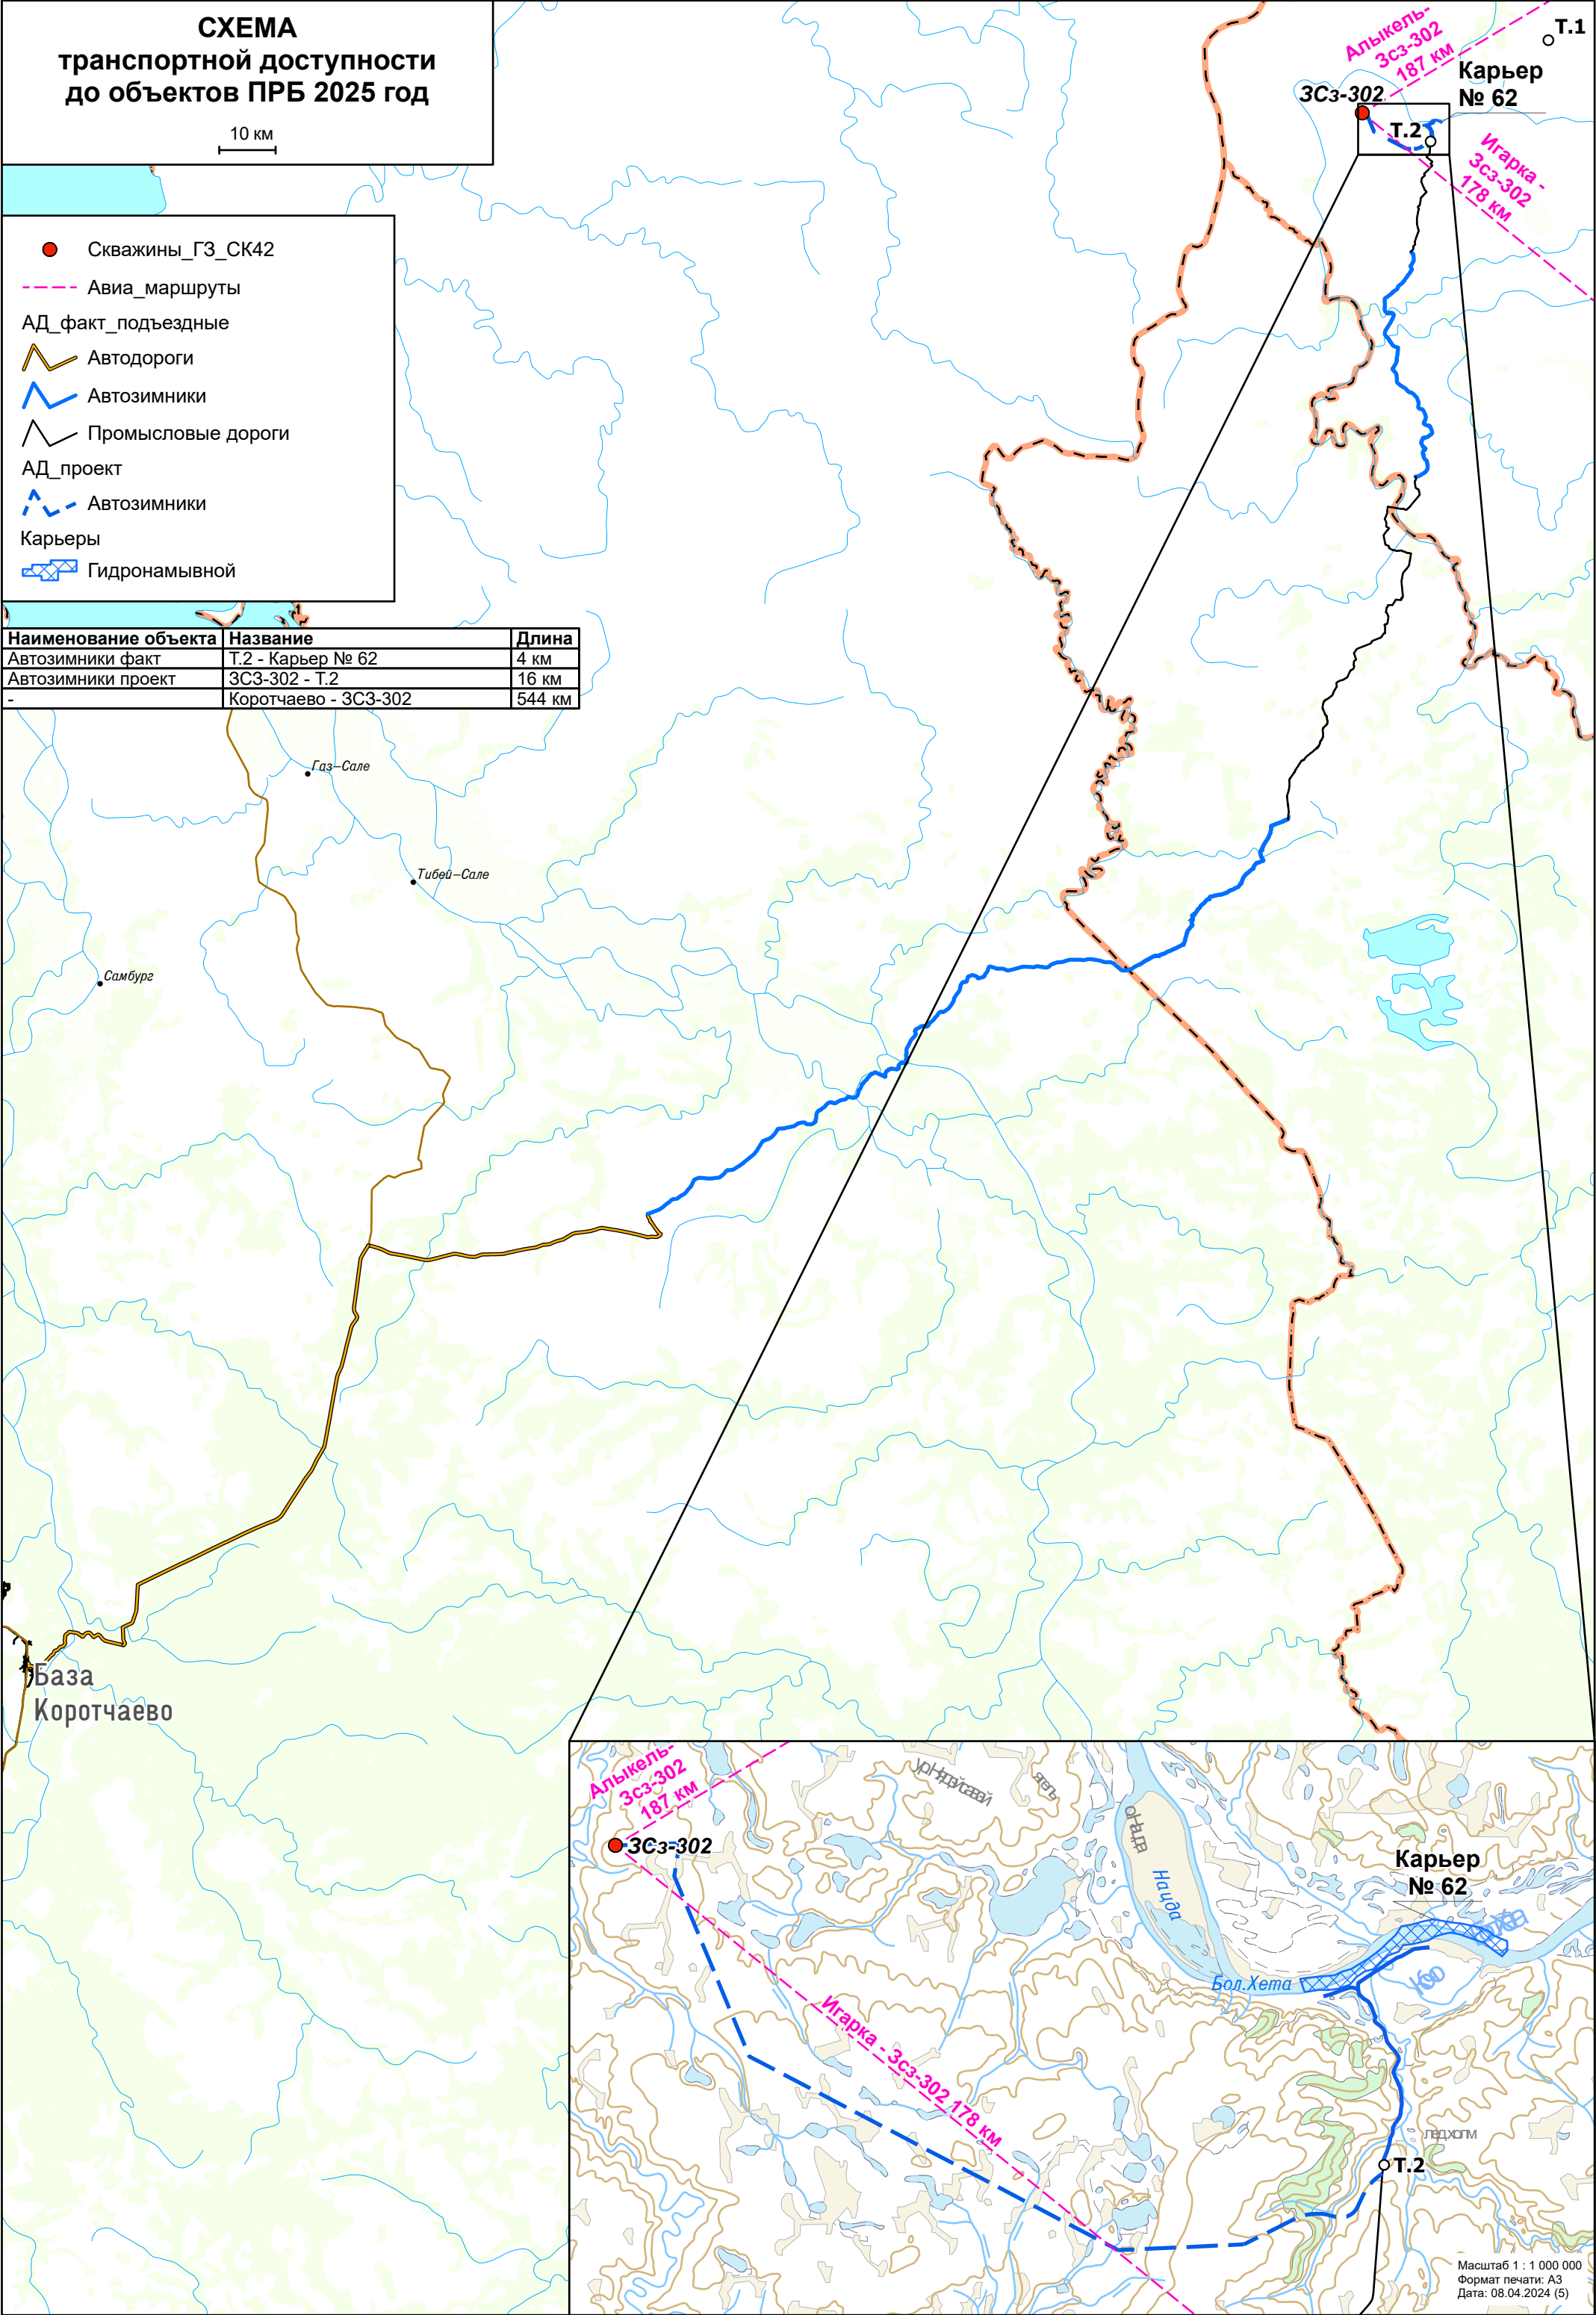 СХЕМА
транспортной доступности
до объектов ПРБ 2025 год
10 км
Алыкель-
Зсз-302
187 км
Т.1
Карьер
№ 62
ЗСз-302
Т.2
Игарка -
Зсз-302
178 км
Скважины_ГЗ_СК42
Авиа_маршруты
АД_факт_подъездные
Автодороги
Автозимники
Промысловые дороги
АД_проект
Автозимники
Карьеры
Гидронамывной
Наименование объекта Название Длина
Автозимники факт Т.2 - Карьер № 62 4 км
Автозимники проект ЗСЗ-302 - Т.2 16 км
- Коротчаево - ЗСЗ-302 544 км
Газ-Сале
Тибей-Сале
Самбург
База
Коротчаево
Алыкель-
Зсз-302
187 км
ЗСз-302
Нацда
Карьер
№ 62
Бол.Хета
Игарка - Зсз-302 178 км
лед.холм
Т.2
Масштаб 1 : 1 000 000
Формат печати: А3
Дата: 08.04.2024 (5)